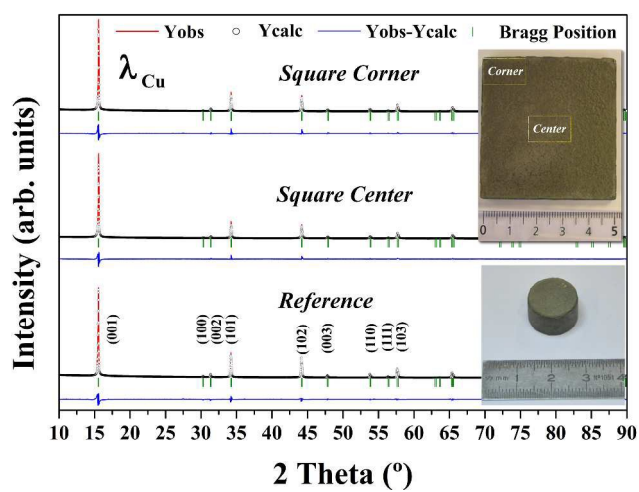 Yobs Ycalc Yobs-Ycalc Bragg Position
λCu
Square Corner
Corner
Center
0 1 2 3 4 5
Square Center
Reference
(001)
(100)
(002)
(101)
(102)
(003)
(110)
(111)
(103)
1 2 3 4
Intensity (arb. units)
10 15 20 25 30 35 40 45 50 55 60 65 70 75 80 85 90
2 Theta (º)